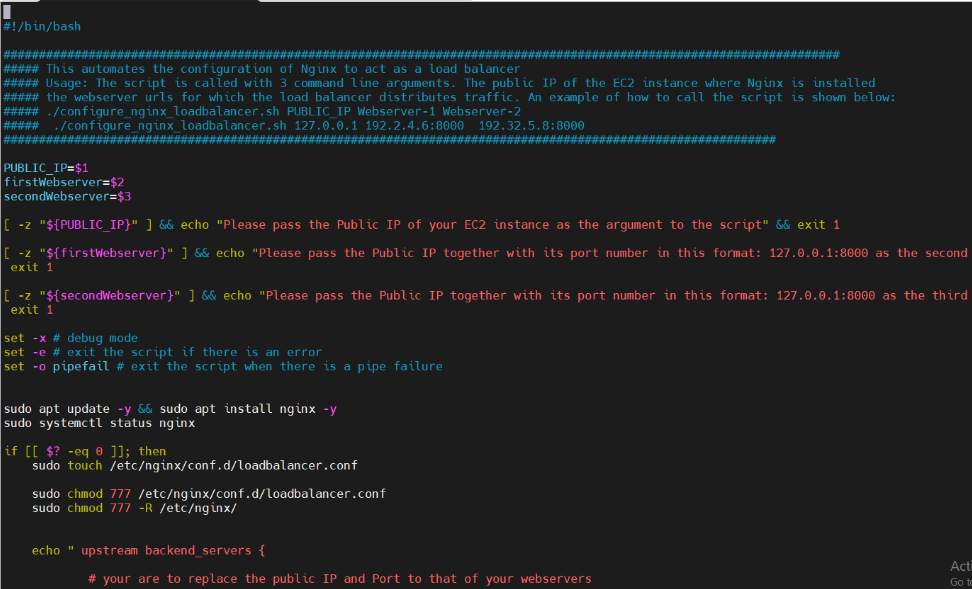 #!/bin/bash
######################################################################################################################
##### This automates the configuration of Nginx to act as a load balancer
##### Usage: The script is called with 3 command line arguments. The public IP of the EC2 instance where Nginx is installed
##### the webserver urls for which the load balancer distributes traffic. An example of how to call the script is shown below:
##### ./configure_nginx_loadbalancer.sh PUBLIC_IP Webserver-1 Webserver-2
#####  ./configure_nginx_loadbalancer.sh 127.0.0.1 192.2.4.6:8000  192.32.5.8:8000
#############################################################################################################
PUBLIC_IP=$1
firstWebserver=$2
secondWebserver=$3
[ -z "${PUBLIC_IP}" ] && echo "Please pass the Public IP of your EC2 instance as the argument to the script" && exit 1
[ -z "${firstWebserver}" ] && echo "Please pass the Public IP together with its port number in this format: 127.0.0.1:8000 as the second
 exit 1
[ -z "${secondWebserver}" ] && echo "Please pass the Public IP together with its port number in this format: 127.0.0.1:8000 as the third
 exit 1
set -x # debug mode
set -e # exit the script if there is an error
set -o pipefail # exit the script when there is a pipe failure
sudo apt update -y && sudo apt install nginx -y
sudo systemctl status nginx
if [[ $? -eq 0 ]]; then
    sudo touch /etc/nginx/conf.d/loadbalancer.conf
    sudo chmod 777 /etc/nginx/conf.d/loadbalancer.conf
    sudo chmod 777 -R /etc/nginx/
    echo " upstream backend_servers {
            # your are to replace the public IP and Port to that of your webservers